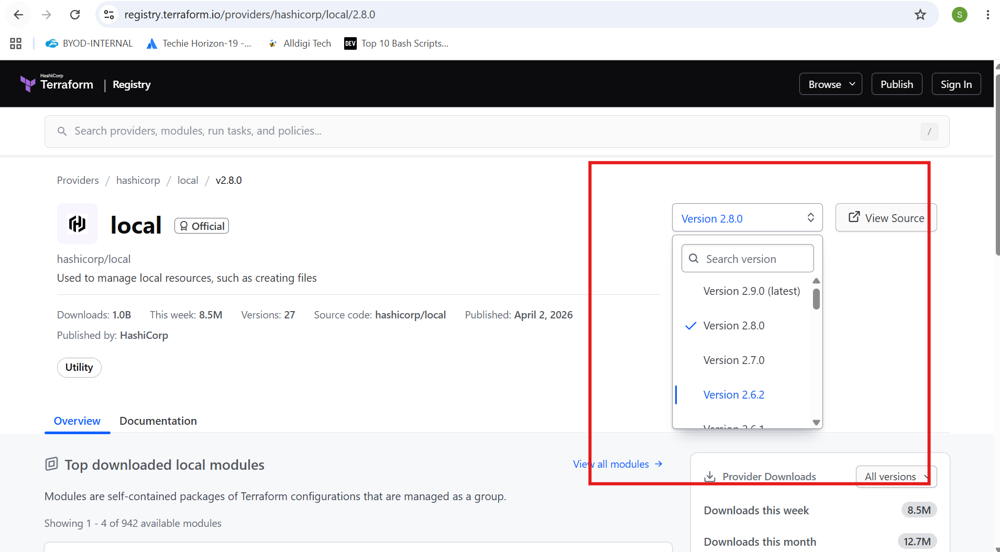 registry.terraform.io/providers/hashicorp/local/2.8.0
S
BYOD-INTERNAL
Techie Horizon-19 -...
Alldigi Tech
DEV
Top 10 Bash Scripts...
HashiCorp
Terraform | Registry
Browse
Publish
Sign In
Search providers, modules, run tasks, and policies...
/
Providers / hashicorp / local / v2.8.0
local
Official
Version 2.8.0
View Source
Search version
Version 2.9.0 (latest)
Version 2.8.0
Version 2.7.0
Version 2.6.2
Version 2.6.1
hashicorp/local
Used to manage local resources, such as creating files
Downloads: 1.0B This week: 8.5M Versions: 27 Source code: hashicorp/local Published: April 2, 2026
Published by: HashiCorp
Utility
Overview
Documentation
Top downloaded local modules
View all modules →
Modules are self-contained packages of Terraform configurations that are managed as a group.
Showing 1 - 4 of 942 available modules
Provider Downloads
All versions
Downloads this week 8.5M
Downloads this month 12.7M